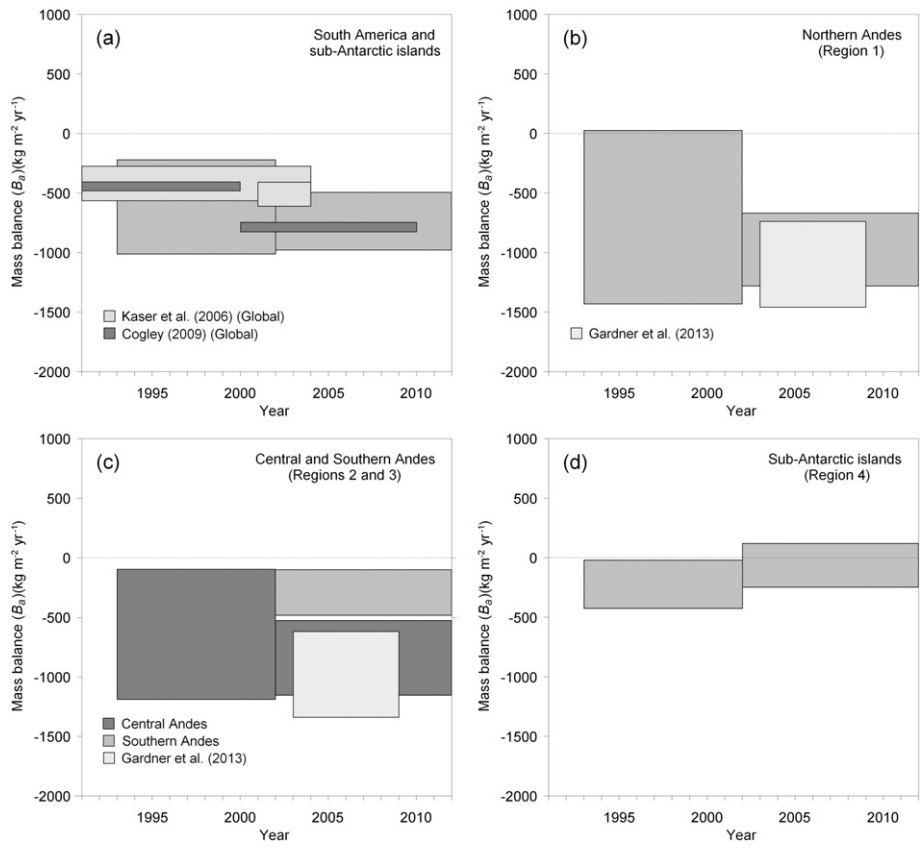 (a)
South America and
sub-Antarctic islands
1000
500
0
-500
-1000
-1500
-2000
Mass balance (Ba)(kg m-2 yr-1)
Kaser et al. (2006) (Global)
Cogley (2009) (Global)
1995 2000 2005 2010
Year
(b)
Northern Andes
(Region 1)
1000
500
0
-500
-1000
-1500
-2000
Mass balance (Ba)(kg m-2 yr-1)
Gardner et al. (2013)
1995 2000 2005 2010
Year
(c)
Central and Southern Andes
(Regions 2 and 3)
1000
500
0
-500
-1000
-1500
-2000
Mass balance (Ba)(kg m-2 yr-1)
Central Andes
Southern Andes
Gardner et al. (2013)
1995 2000 2005 2010
Year
(d)
Sub-Antarctic islands
(Region 4)
1000
500
0
-500
-1000
-1500
-2000
Mass balance (Ba)(kg m-2 yr-1)
1995 2000 2005 2010
Year